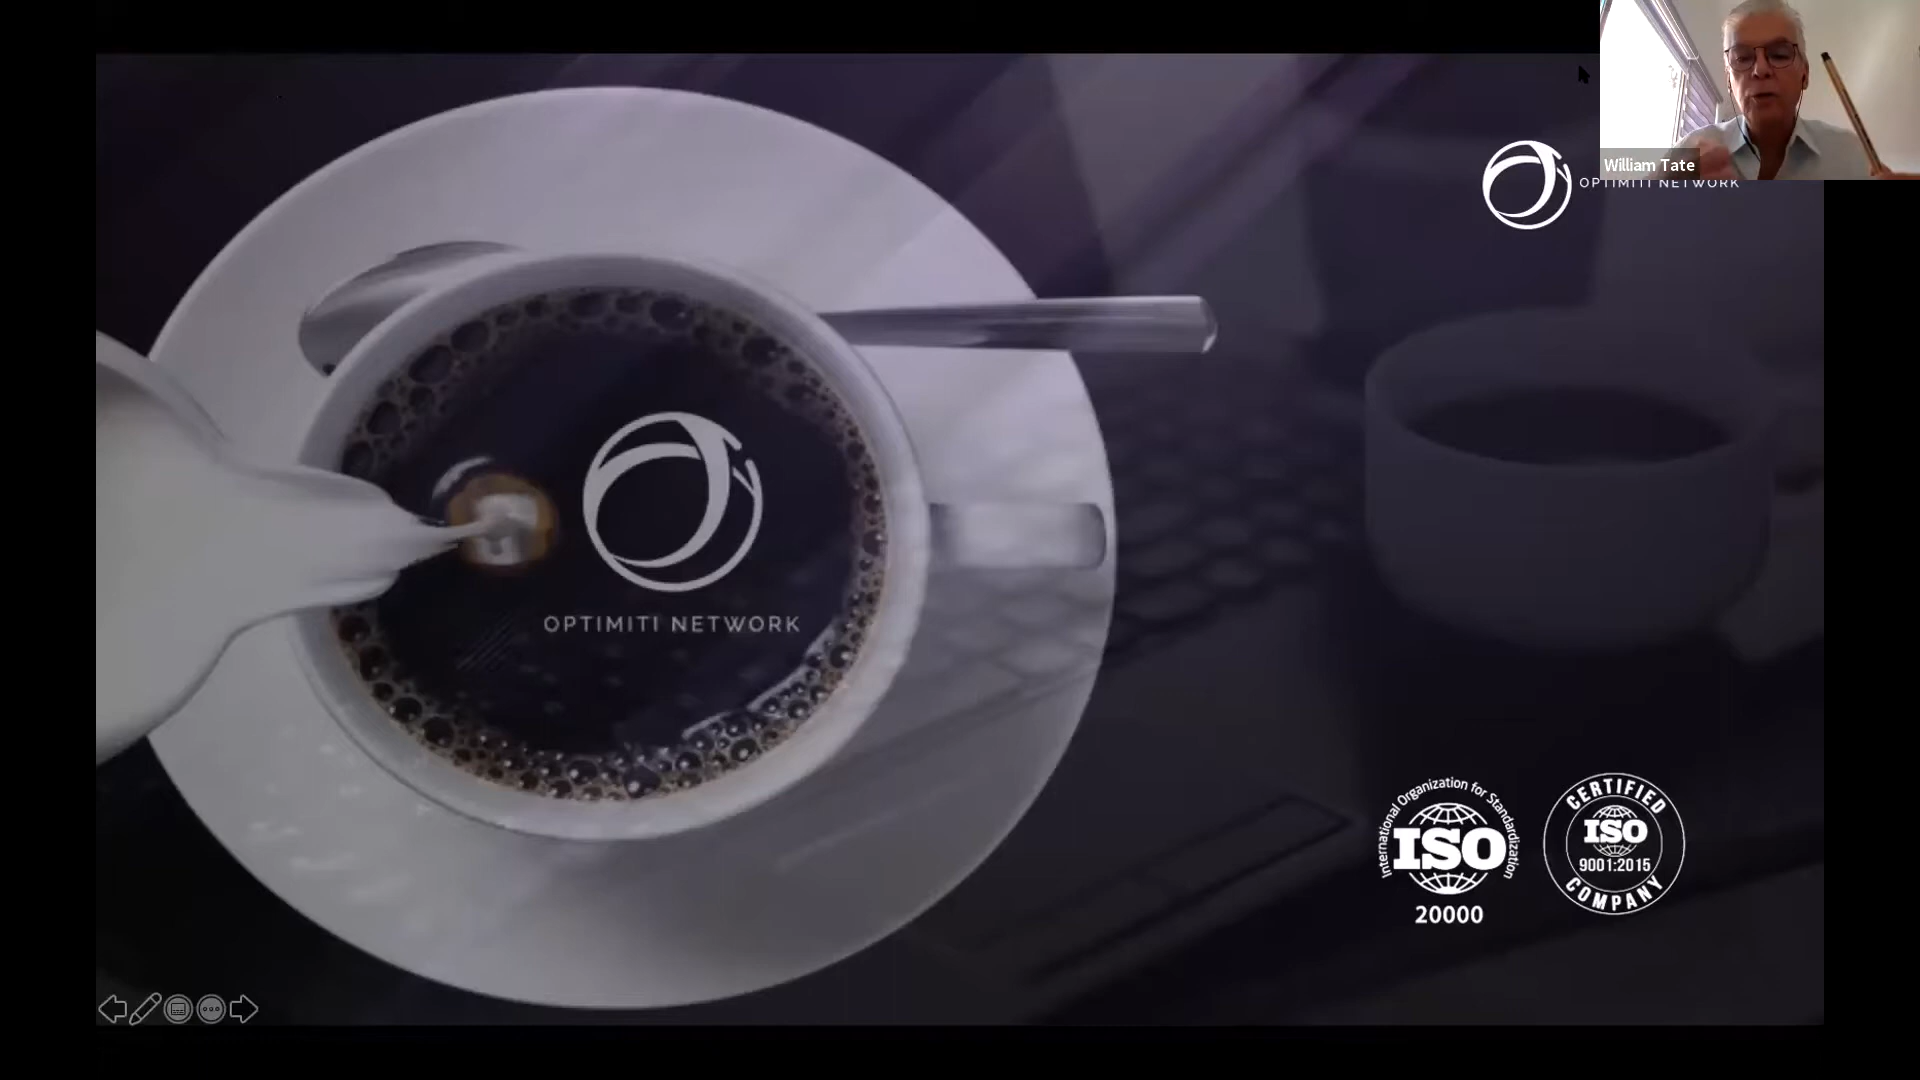 William Tate
OPTIMITI NETWORK
OPTIMITI NETWORK
International Organization for Standardization
ISO
20000
CERTIFIED
ISO
9001:2015
COMPANY